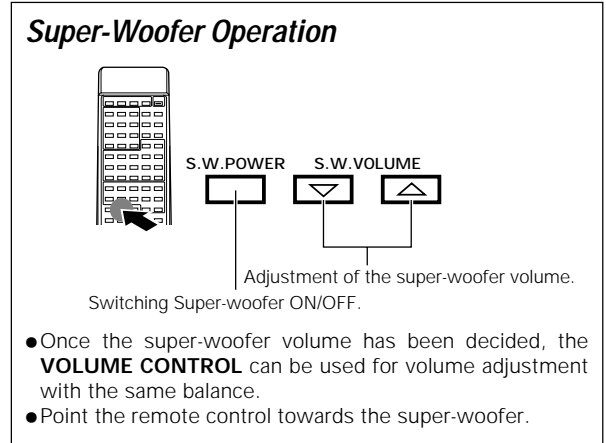 Super-Woofer Operation
S.W.POWER S.W.VOLUME
Adjustment of the super-woofer volume.
Switching Super-woofer ON/OFF.
●Once the super-woofer volume has been decided, the
VOLUME CONTROL can be used for volume adjustment
with the same balance.
●Point the remote control towards the super-woofer.